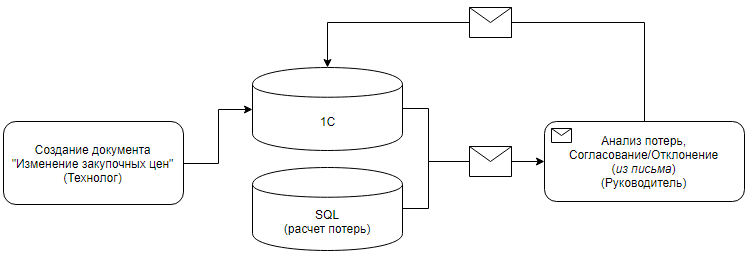 Создание документа
"Изменение закупочных цен"
(Технолог)
1С
SQL
(расчет потерь)
Анализ потерь,
Согласование/Отклонение
(из письма)
(Руководитель)